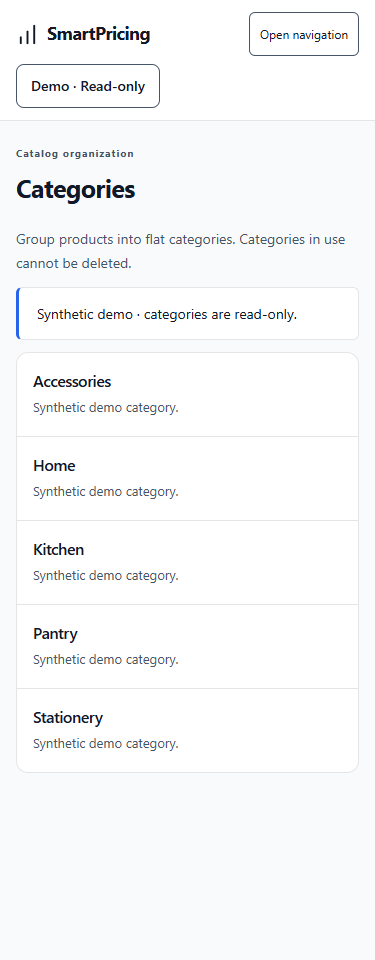 SmartPricing
Open navigation
Demo · Read-only
Catalog organization
Categories
Group products into flat categories. Categories in use
cannot be deleted.
Synthetic demo · categories are read-only.
Accessories
Synthetic demo category.
Home
Synthetic demo category.
Kitchen
Synthetic demo category.
Pantry
Synthetic demo category.
Stationery
Synthetic demo category.